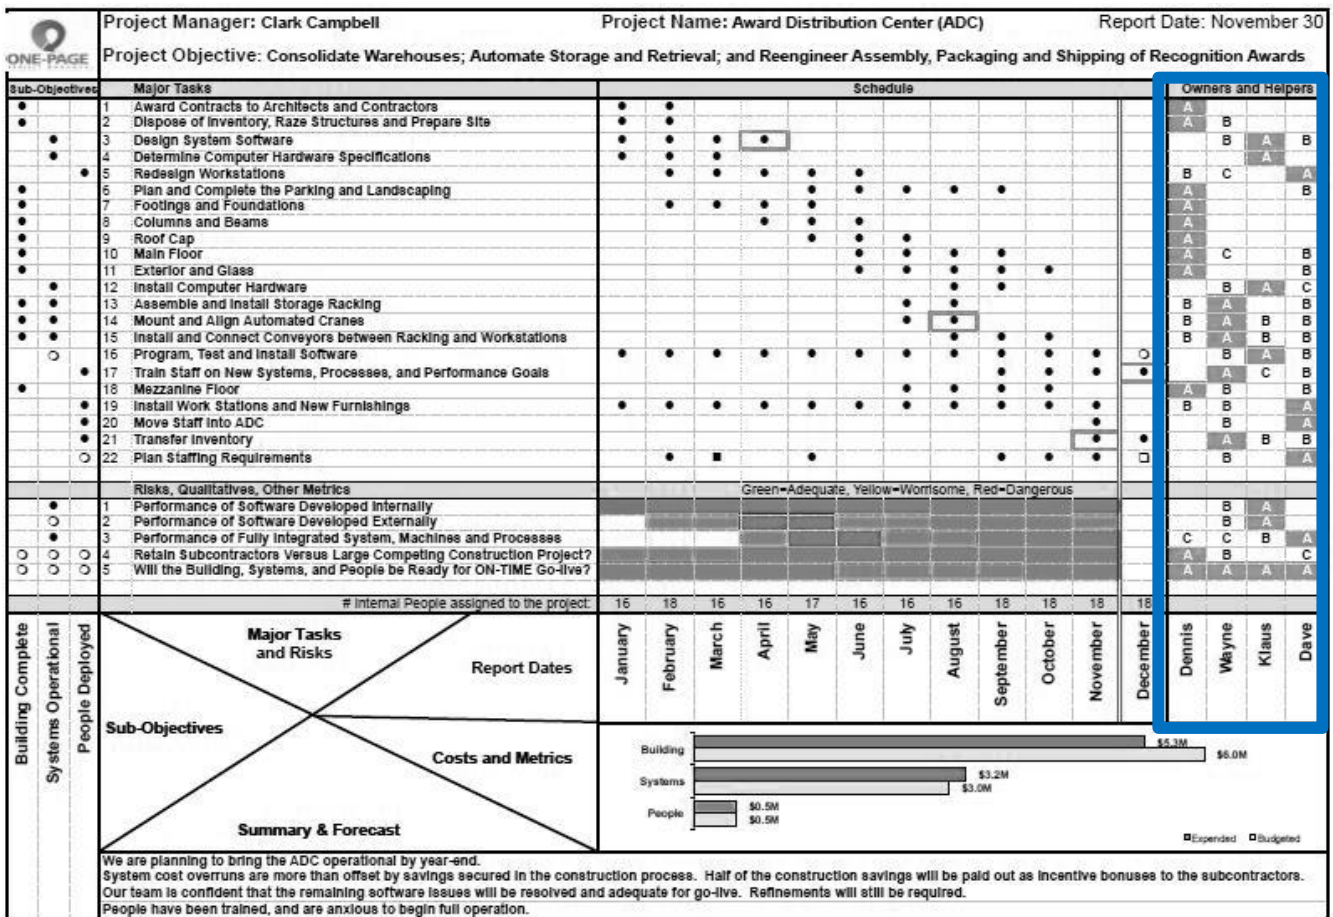 Project Manager: Clark Campbell Project Name: Award Distribution Center (ADC) Report Date: November 30
ONE-PAGE
Project Objective: Consolidate Warehouses; Automate Storage and Retrieval; and Reengineer Assembly, Packaging and Shipping of Recognition Awards
Sub-Objectives Major Tasks Schedule Owners and Helpers
1 Award Contracts to Architects and Contractors A
2 Dispose of Inventory, Raze Structures and Prepare Site A B
3 Design System Software B A B
4 Determine Computer Hardware Specifications A
5 Redesign Workstations B C A
6 Plan and Complete the Parking and Landscaping A B
7 Footings and Foundations A
8 Columns and Beams A
9 Roof Cap A
10 Main Floor A C B
11 Exterior and Glass A B
12 Install Computer Hardware B A C
13 Assemble and Install Storage Racking B A B
14 Mount and Align Automated Cranes B A B B
15 Install and Connect Conveyors between Racking and Workstations B A B B
16 Program, Test and Install Software B A B
17 Train Staff on New Systems, Processes, and Performance Goals A C B
18 Mezzanine Floor A B B
19 Install Work Stations and New Furnishings B B A
20 Move Staff into ADC B A
21 Transfer Inventory A B B
22 Plan Staffing Requirements B A
Risks, Qualitatives, Other Metrics Green=Adequate, Yellow=Worrisome, Red=Dangerous
1 Performance of Software Developed Internally B A
2 Performance of Software Developed Externally B A
3 Performance of Fully Integrated System, Machines and Processes C C B A
4 Retain Subcontractors Versus Large Competing Construction Project? A B C
5 Will the Building, Systems, and People be Ready for ON-TIME Go-live? A A A A
# Internal People assigned to the project: 16 18 16 16 17 16 16 16 18 18 18 18
Building Complete
Systems Operational
People Deployed
Major Tasks
and Risks
Report Dates
Sub-Objectives
Costs and Metrics
Summary & Forecast
January
February
March
April
May
June
July
August
September
October
November
December
Dennis
Wayne
Klaus
Dave
Building $5.3M
$6.0M
Systems $3.2M
$3.0M
People $0.5M
$0.5M
Expended Budgeted
We are planning to bring the ADC operational by year-end.
System cost overruns are more than offset by savings secured in the construction process. Half of the construction savings will be paid out as incentive bonuses to the subcontractors.
Our team is confident that the remaining software issues will be resolved and adequate for go-live. Refinements will still be required.
People have been trained, and are anxious to begin full operation.